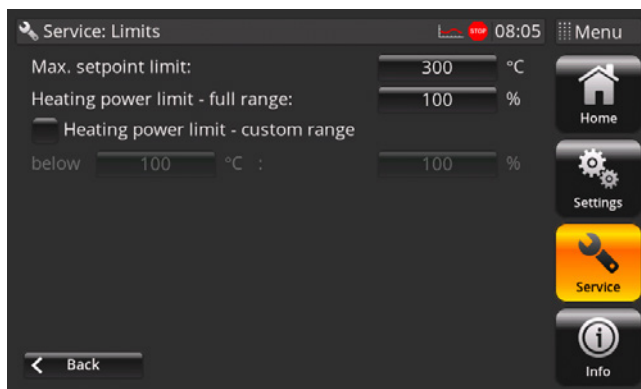 Service: Limits STOP 08:05 Menu
Max. setpoint limit: 300 °C
Heating power limit - full range: 100 %
Home
Heating power limit - custom range
below 100 °C : 100 %
Settings
Service
Back
Info